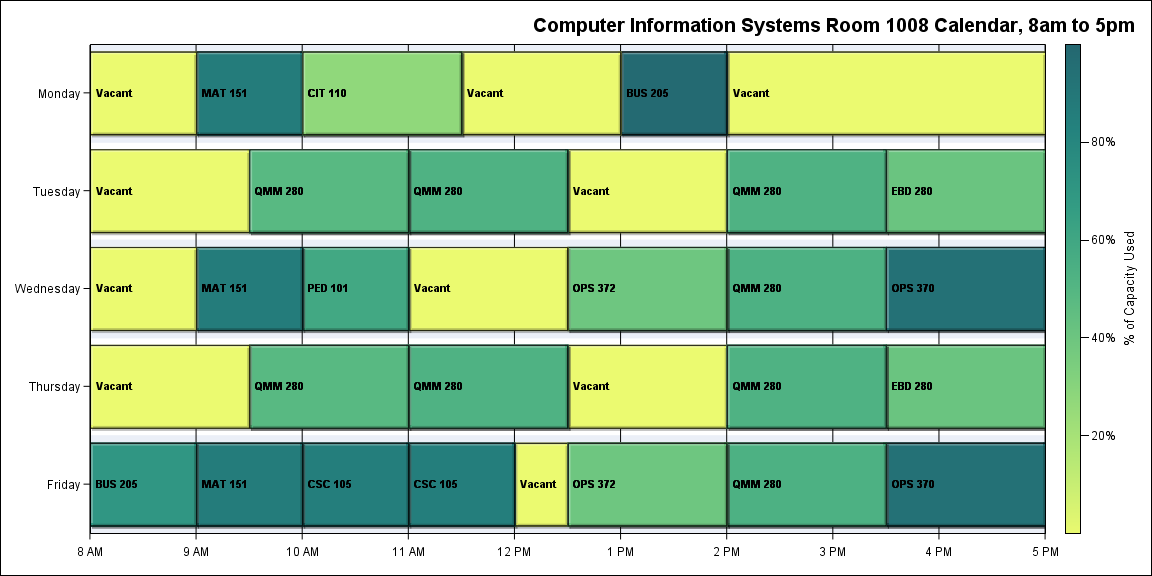 Computer Information Systems Room 1008 Calendar, 8am to 5pm
Monday
Vacant
MAT 151
CIT 110
Vacant
BUS 205
Vacant
Tuesday
Vacant
QMM 280
QMM 280
Vacant
QMM 280
EBD 280
Wednesday
Vacant
MAT 151
PED 101
Vacant
OPS 372
QMM 280
OPS 370
Thursday
Vacant
QMM 280
QMM 280
Vacant
QMM 280
EBD 280
Friday
BUS 205
MAT 151
CSC 105
CSC 105
Vacant
OPS 372
QMM 280
OPS 370
8 AM
9 AM
10 AM
11 AM
12 PM
1 PM
2 PM
3 PM
4 PM
5 PM
80%
60%
40%
20%
% of Capacity Used